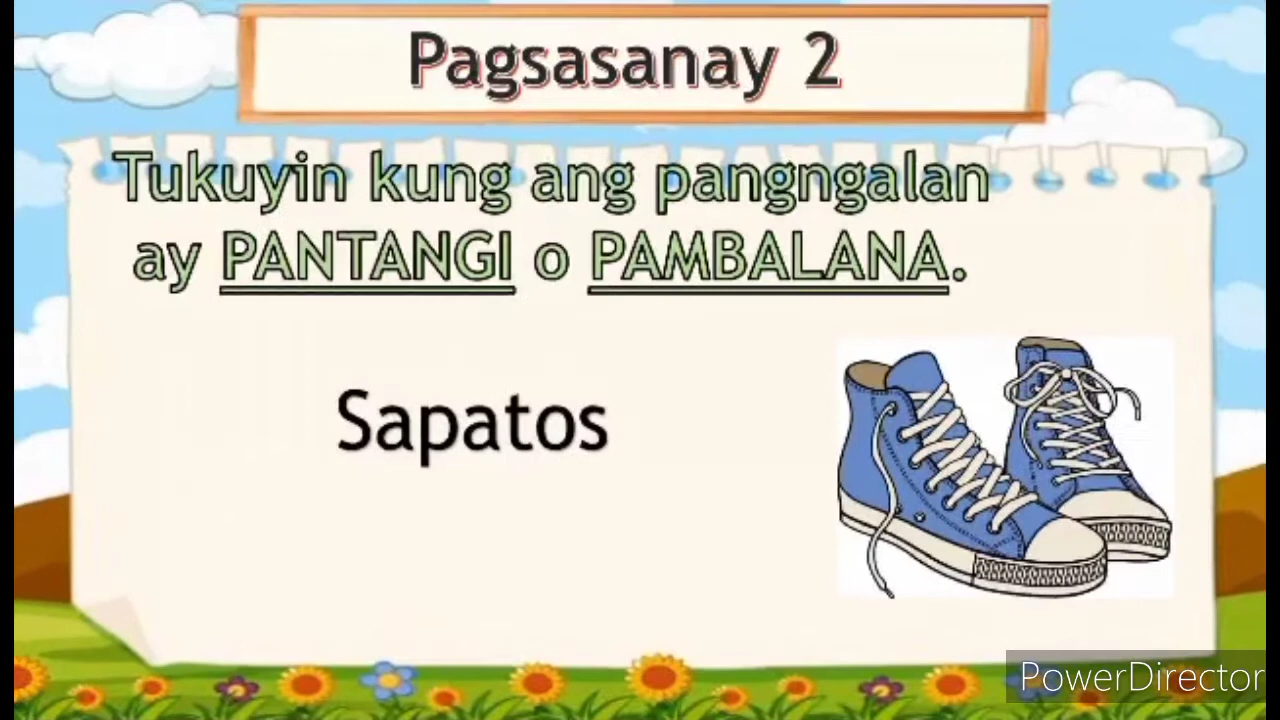 Pagsasanay 2
Tukuyin kung ang pangngalan
ay PANTANGI o PAMBALANA.
Sapatos
PowerDirector